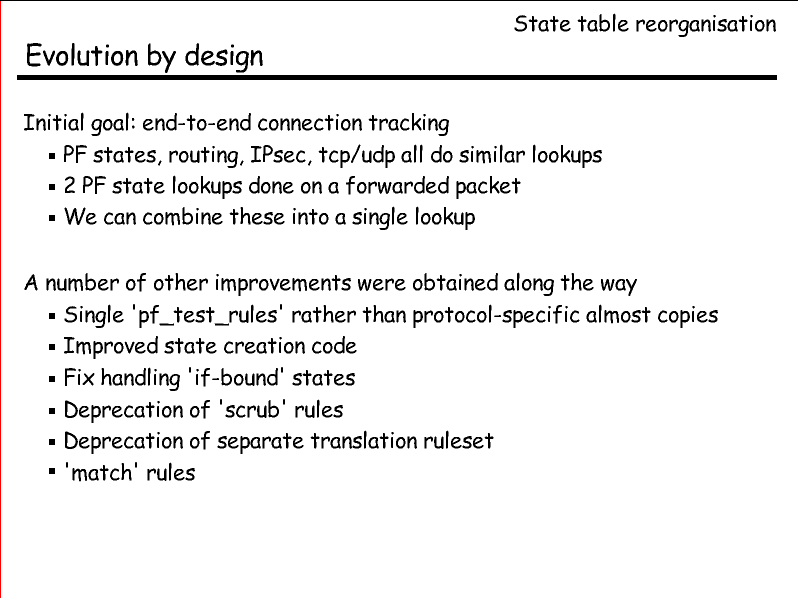 State table reorganisation
Evolution by design
Initial goal: end-to-end connection tracking
▪ PF states, routing, IPsec, tcp/udp all do similar lookups
▪ 2 PF state lookups done on a forwarded packet
▪ We can combine these into a single lookup
A number of other improvements were obtained along the way
▪ Single 'pf_test_rules' rather than protocol-specific almost copies
▪ Improved state creation code
▪ Fix handling 'if-bound' states
▪ Deprecation of 'scrub' rules
▪ Deprecation of separate translation ruleset
▪ 'match' rules